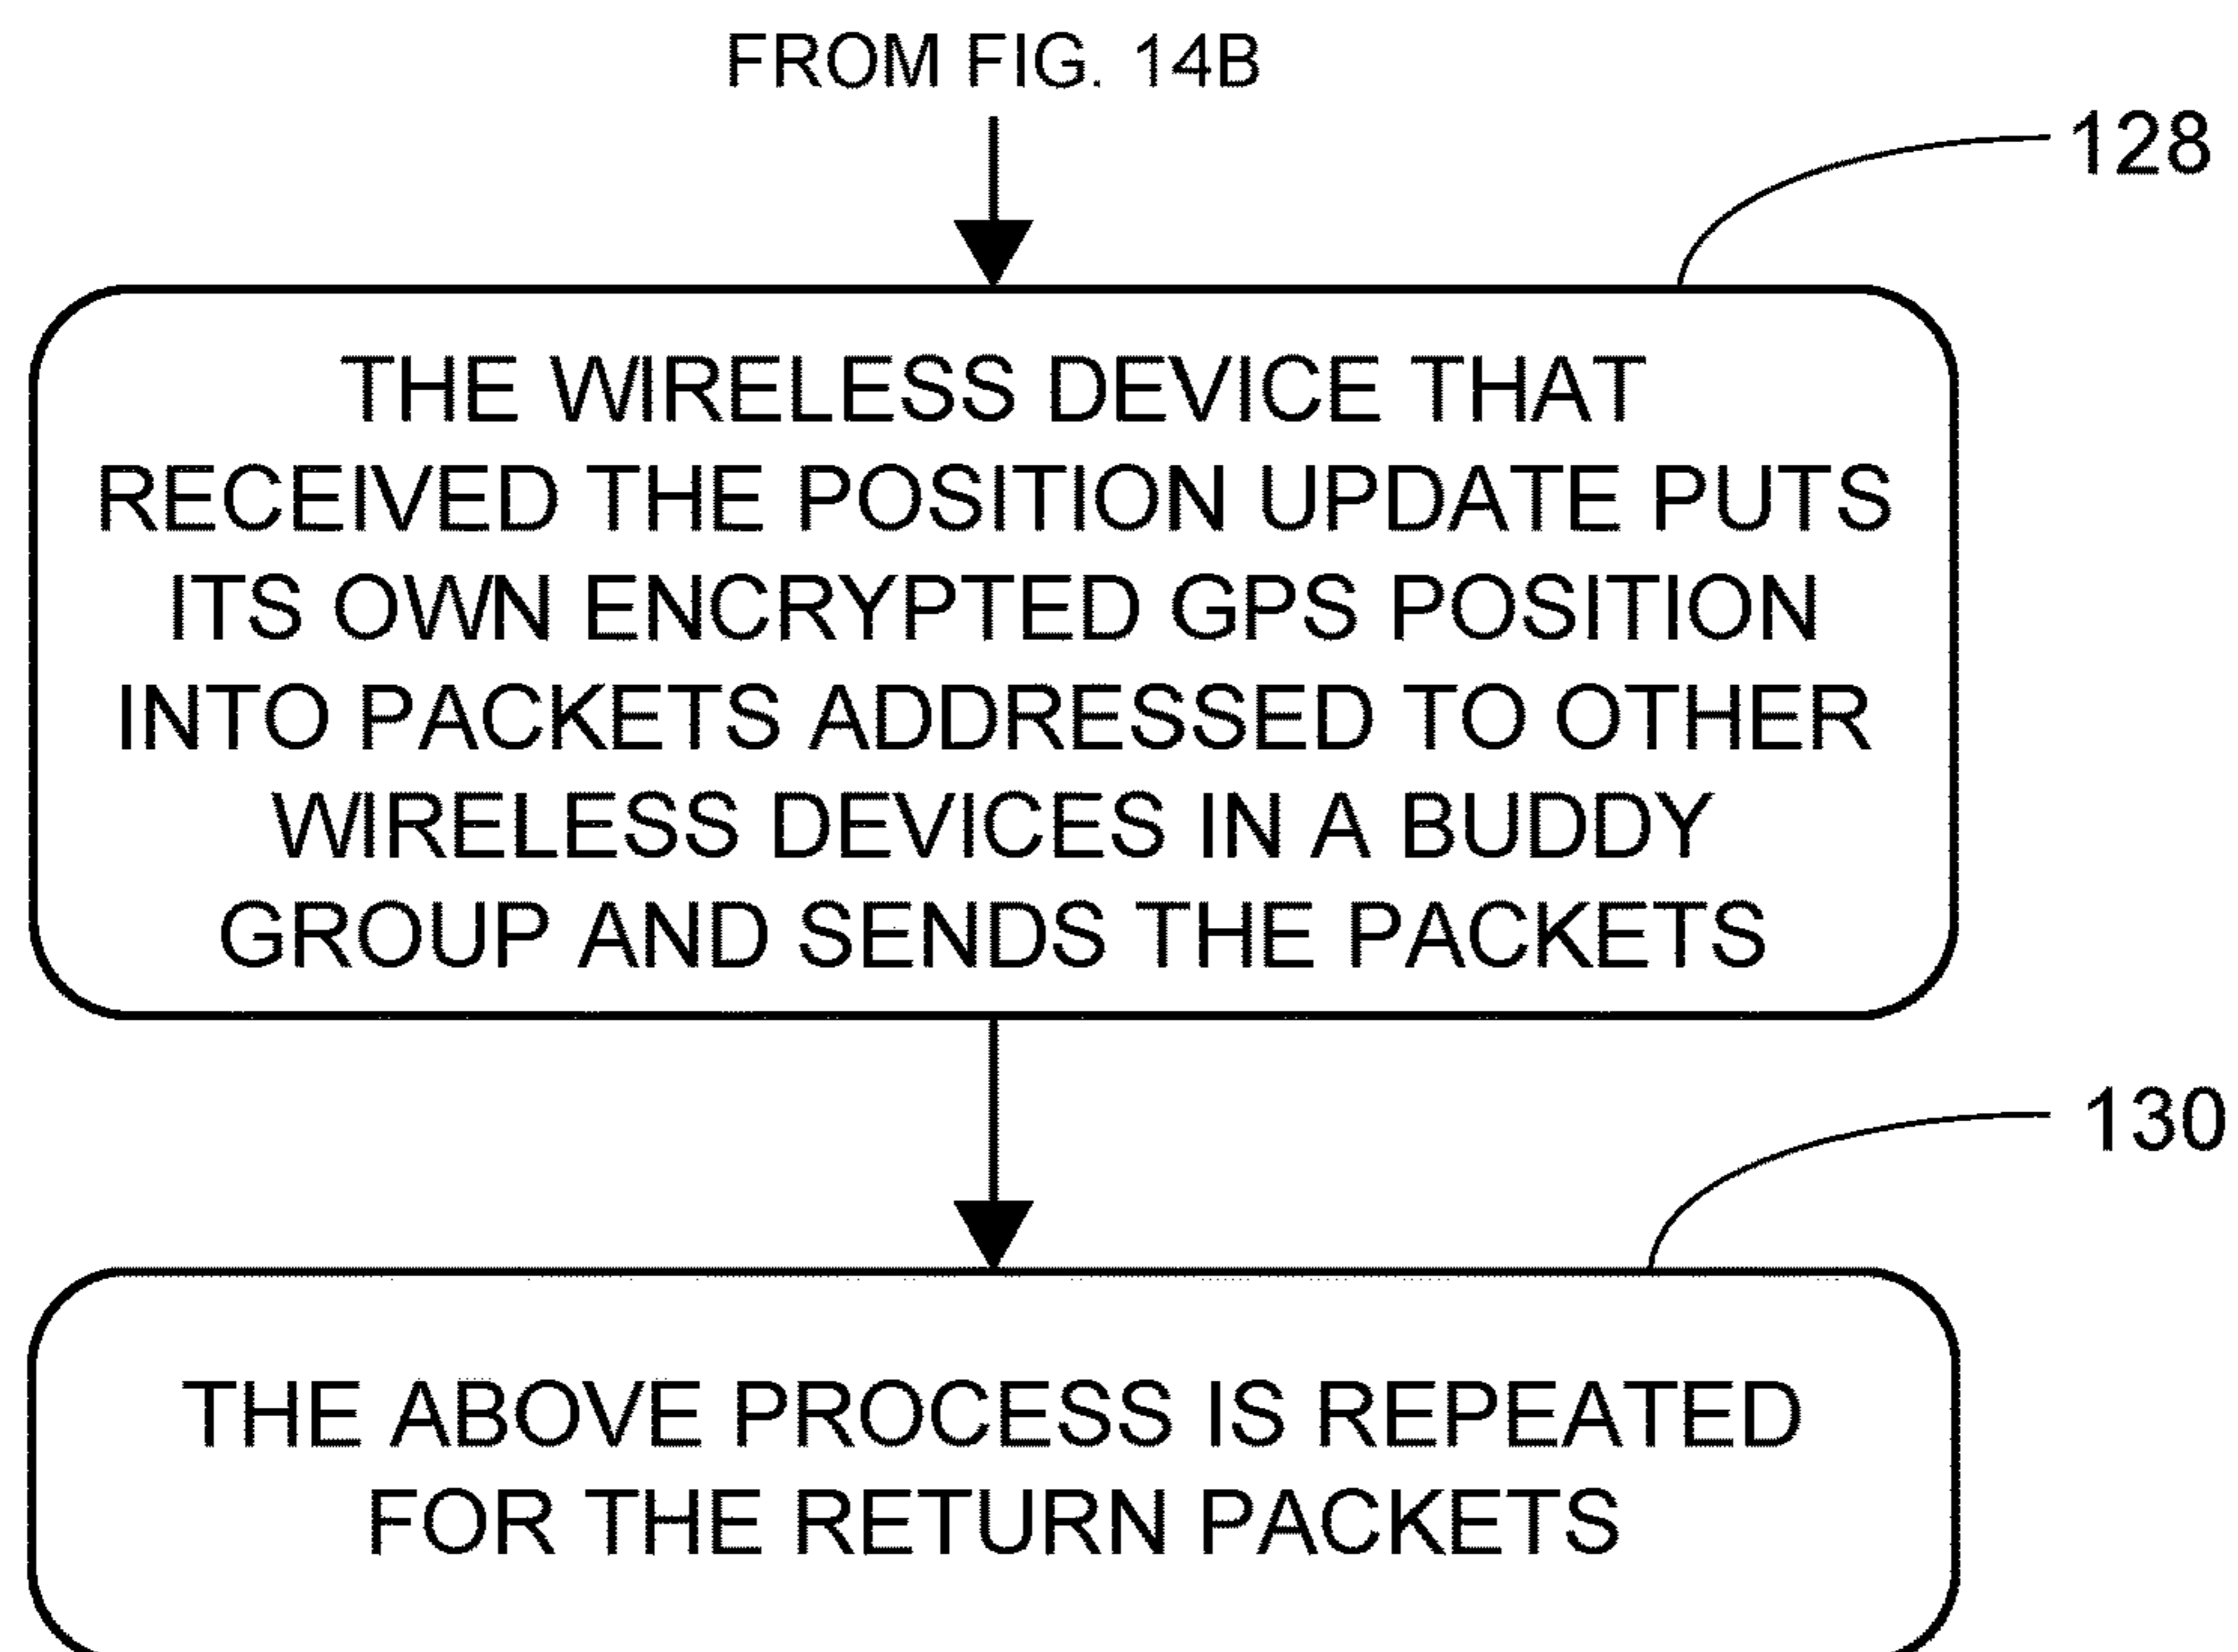 FROM FIG. 14B
128
THE WIRELESS DEVICE THAT
RECEIVED THE POSITION UPDATE PUTS
ITS OWN ENCRYPTED GPS POSITION
INTO PACKETS ADDRESSED TO OTHER
WIRELESS DEVICES IN A BUDDY
GROUP AND SENDS THE PACKETS
130
THE ABOVE PROCESS IS REPEATED
FOR THE RETURN PACKETS